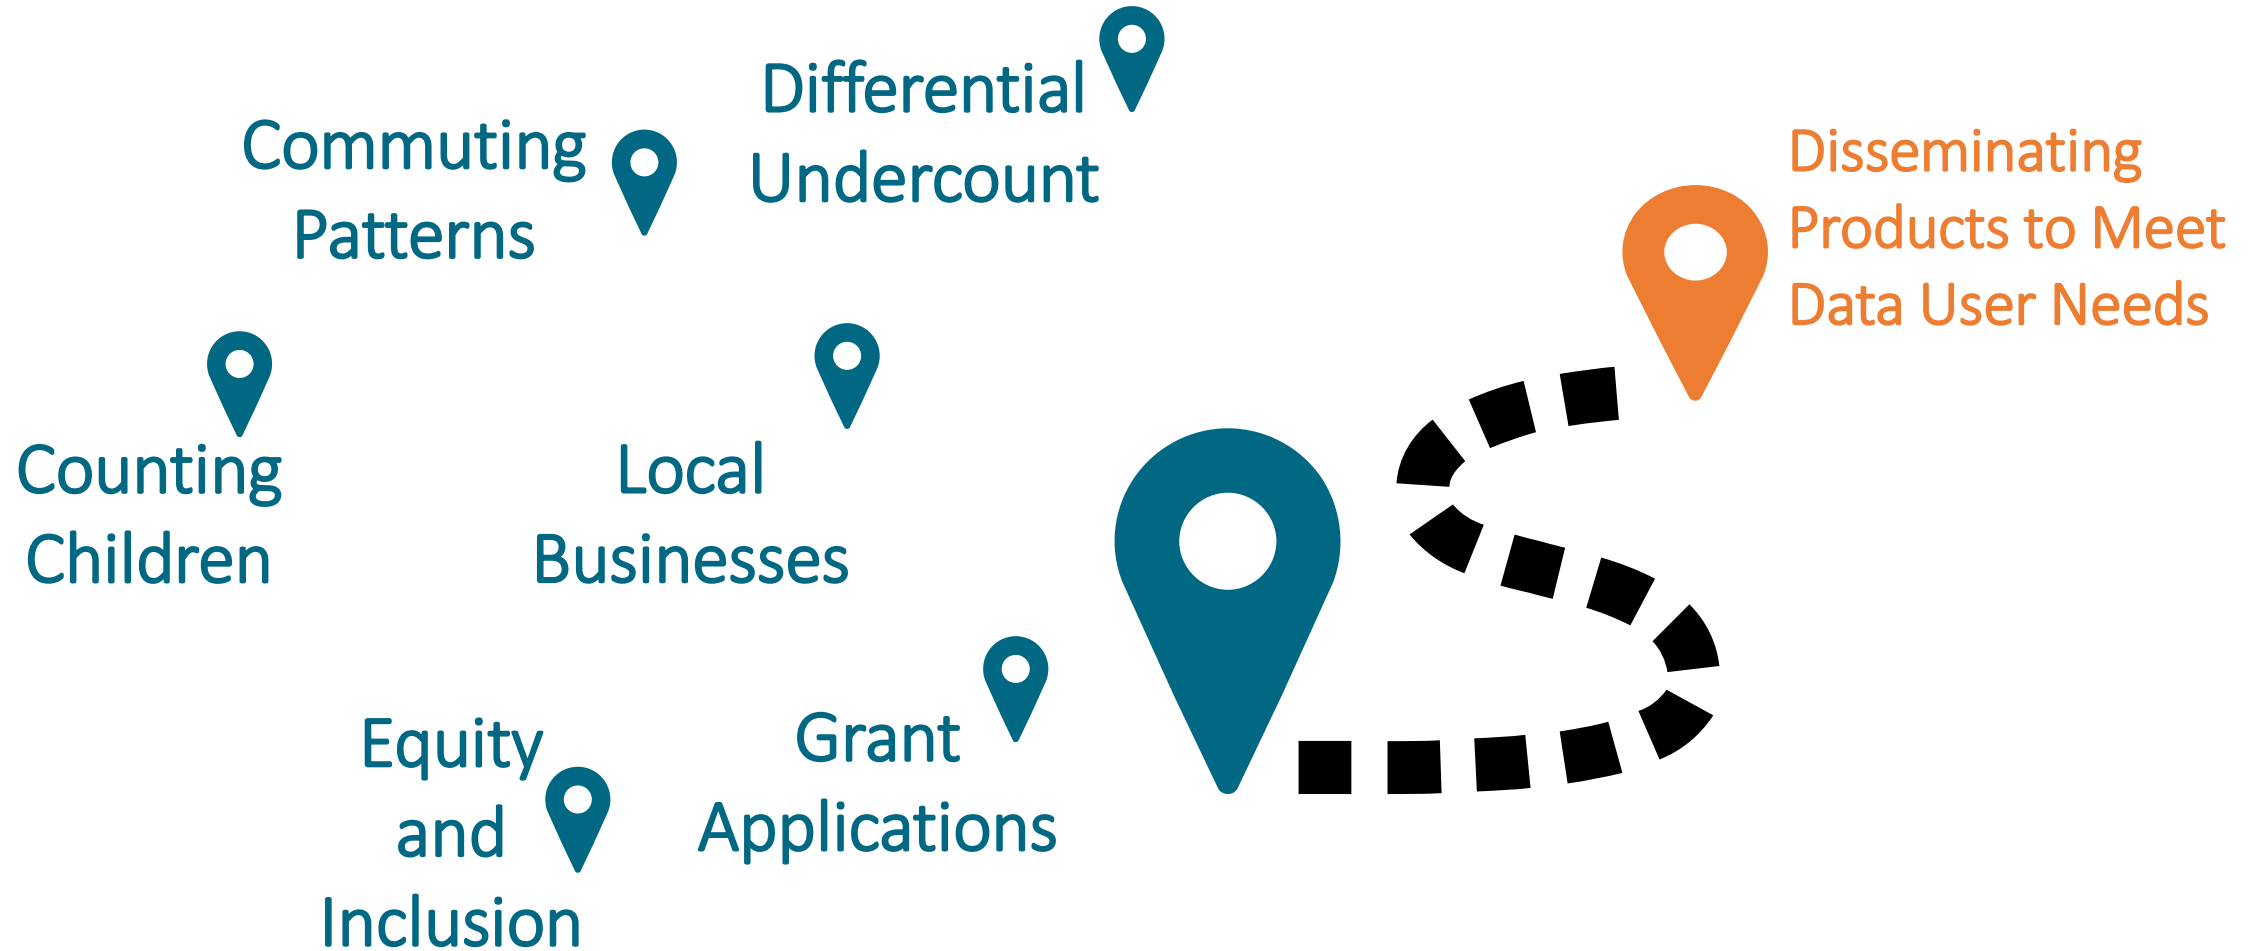 Differential
Undercount
Commuting
Patterns
Disseminating
Products to Meet
Data User Needs
Counting
Children
Local
Businesses
Equity
and
Inclusion
Grant
Applications